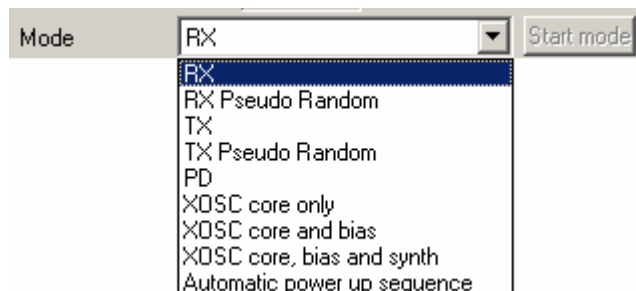 Mode RX Start mode
RX
RX Pseudo Random
TX
TX Pseudo Random
PD
XOSC core only
XOSC core and bias
XOSC core, bias and synth
Automatic power up sequence